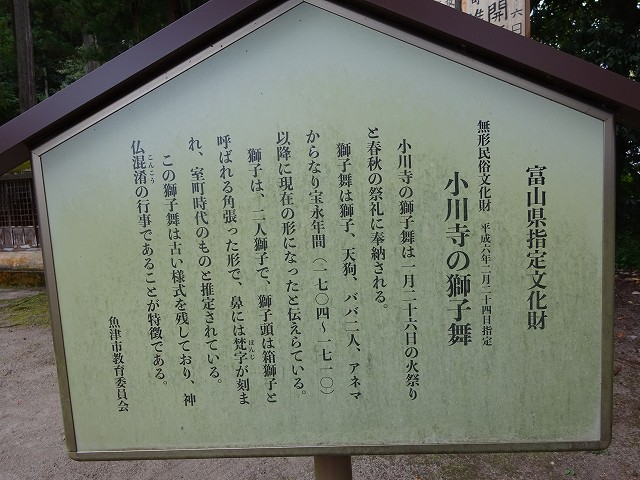 富山県指定文化財
無形民俗文化財 平成六年二月二十四日指定
小川寺の獅子舞
小川寺の獅子舞は一月二十六日の火祭り
と春秋の祭礼に奉納される。
獅子舞は獅子、天狗、ババ二人、アネマ
からなり宝永年間（一七〇四～一七一〇）
以降に現在の形になったと伝えらている。
獅子は、二人獅子で、獅子頭は箱獅子と
呼ばれる角張った形で、鼻には梵字が刻ま
ぼんじ
れ、室町時代のものと推定されている。
この獅子舞は古い様式を残しており、神
仏混淆の行事であることが特徴である。
こんこう
魚津市教育委員会